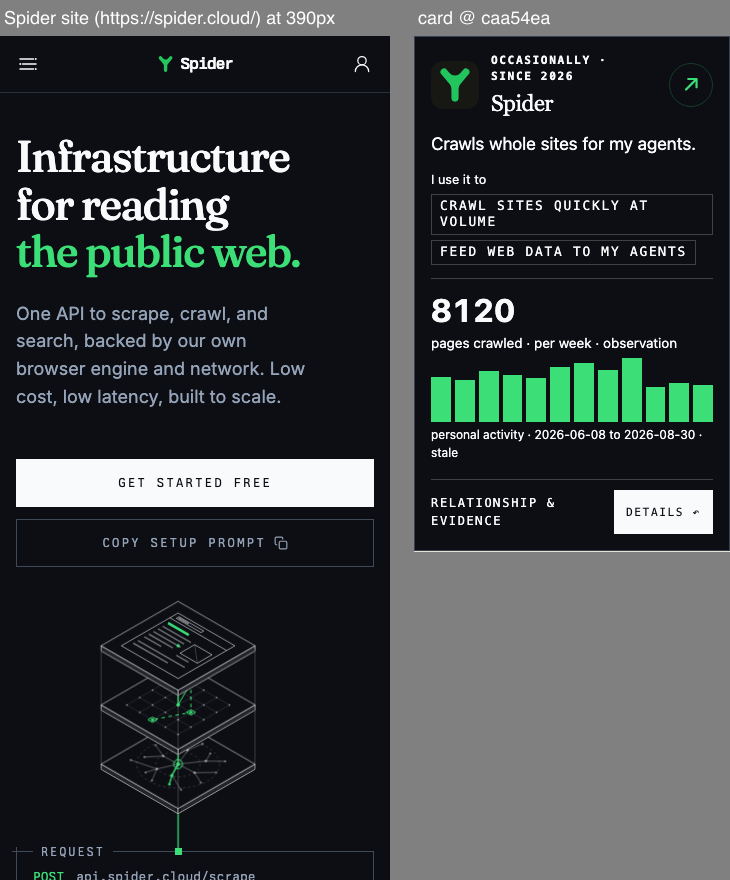 Spider site (https://spider.cloud/) at 390px
Spider
Infrastructure
for reading
the public web.
One API to scrape, crawl, and
search, backed by our own
browser engine and network. Low
cost, low latency, built to scale.
GET STARTED FREE
COPY SETUP PROMPT
REQUEST
POST api.spider.cloud/scrape
card @ caa54ea
OCCASIONALLY ·
SINCE 2026
Spider
Crawls whole sites for my agents.
I use it to
CRAWL SITES QUICKLY AT
VOLUME
FEED WEB DATA TO MY AGENTS
8120
pages crawled · per week · observation
personal activity · 2026-06-08 to 2026-08-30 ·
stale
RELATIONSHIP &
EVIDENCE
DETAILS ↶